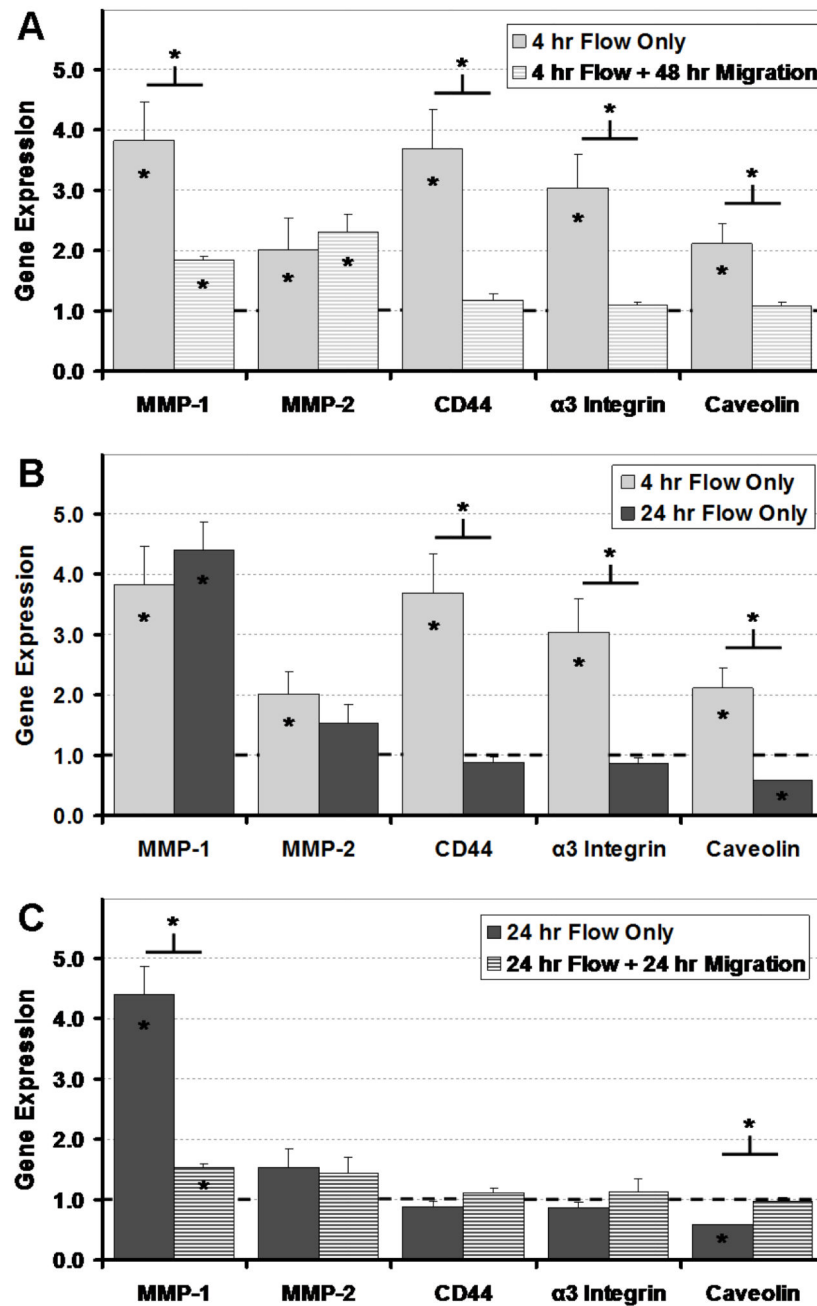 A
*
4 hr Flow Only
4 hr Flow + 48 hr Migration
*
*
*
Gene Expression
5.0
4.0
3.0
2.0
1.0
0.0
*
*
*
*
*
*
*
MMP-1 MMP-2 CD44 α3 Integrin Caveolin
B
4 hr Flow Only
24 hr Flow Only
*
*
*
Gene Expression
5.0
4.0
3.0
2.0
1.0
0.0
*
*
*
*
*
*
*
MMP-1 MMP-2 CD44 α3 Integrin Caveolin
C
*
24 hr Flow Only
24 hr Flow + 24 hr Migration
*
Gene Expression
5.0
4.0
3.0
2.0
1.0
0.0
*
*
*
MMP-1 MMP-2 CD44 α3 Integrin Caveolin